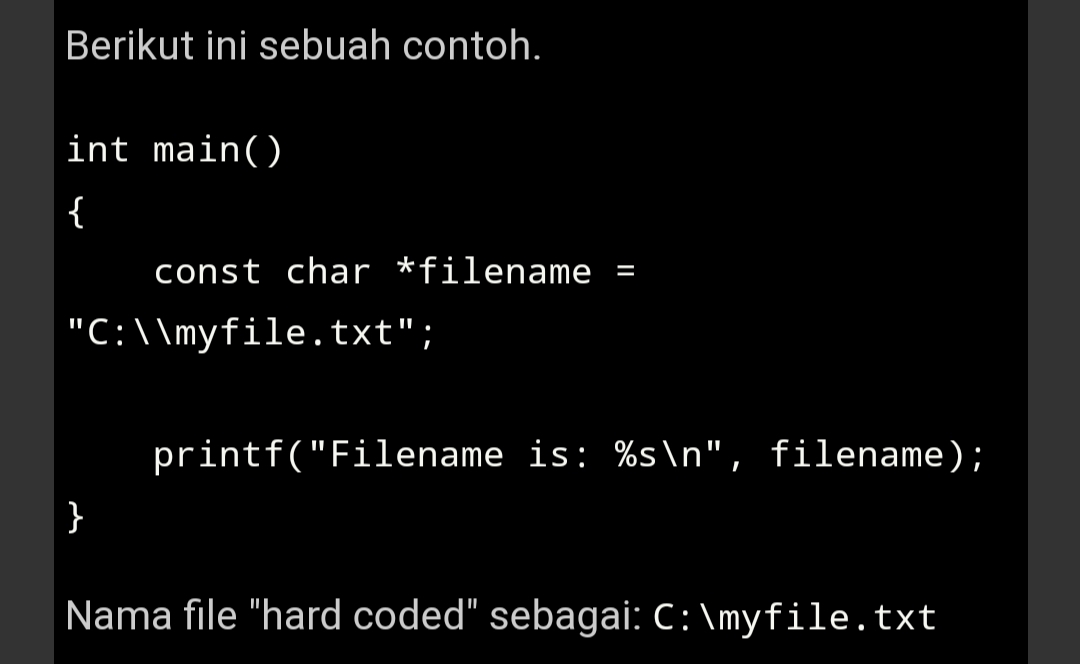 Berikut ini sebuah contoh.
int main()
{
    const char *filename =
"C:\\myfile.txt";
    printf("Filename is: %s\n", filename);
}
Nama file "hard coded" sebagai: C:\myfile.txt